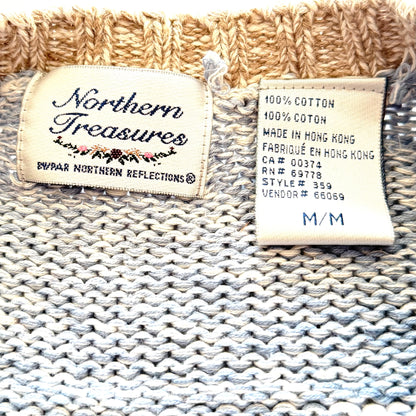 Northern
Treasures
BY/PAR NORTHERN REFLECTIONS®
100% COTTON
100% COTON
MADE IN HONG KONG
FABRIQUÉ EN HONG KONG
CA# 00374
RN# 69778
STYLE# 359
VENDOR# 66069
M/M